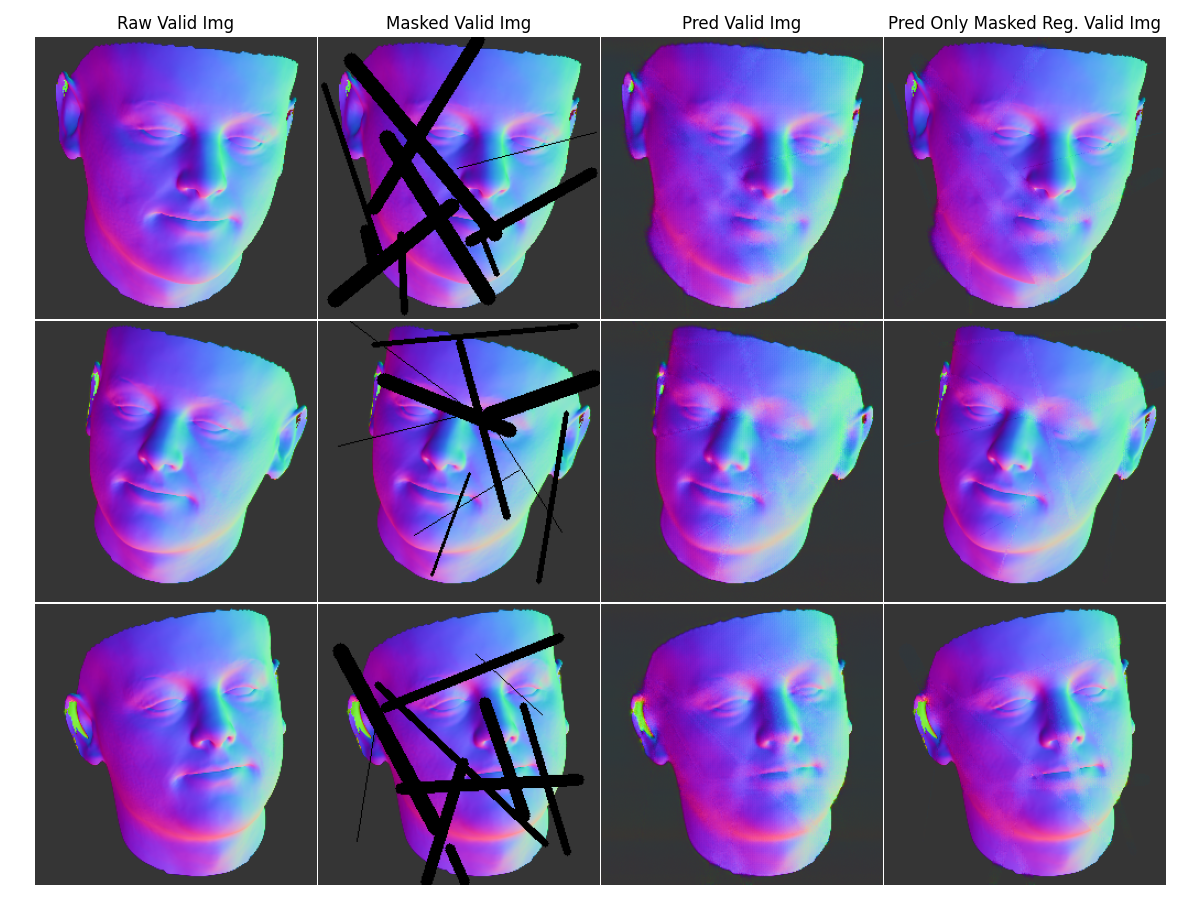 Raw Valid Img
Masked Valid Img
Pred Valid Img
Pred Only Masked Reg. Valid Img